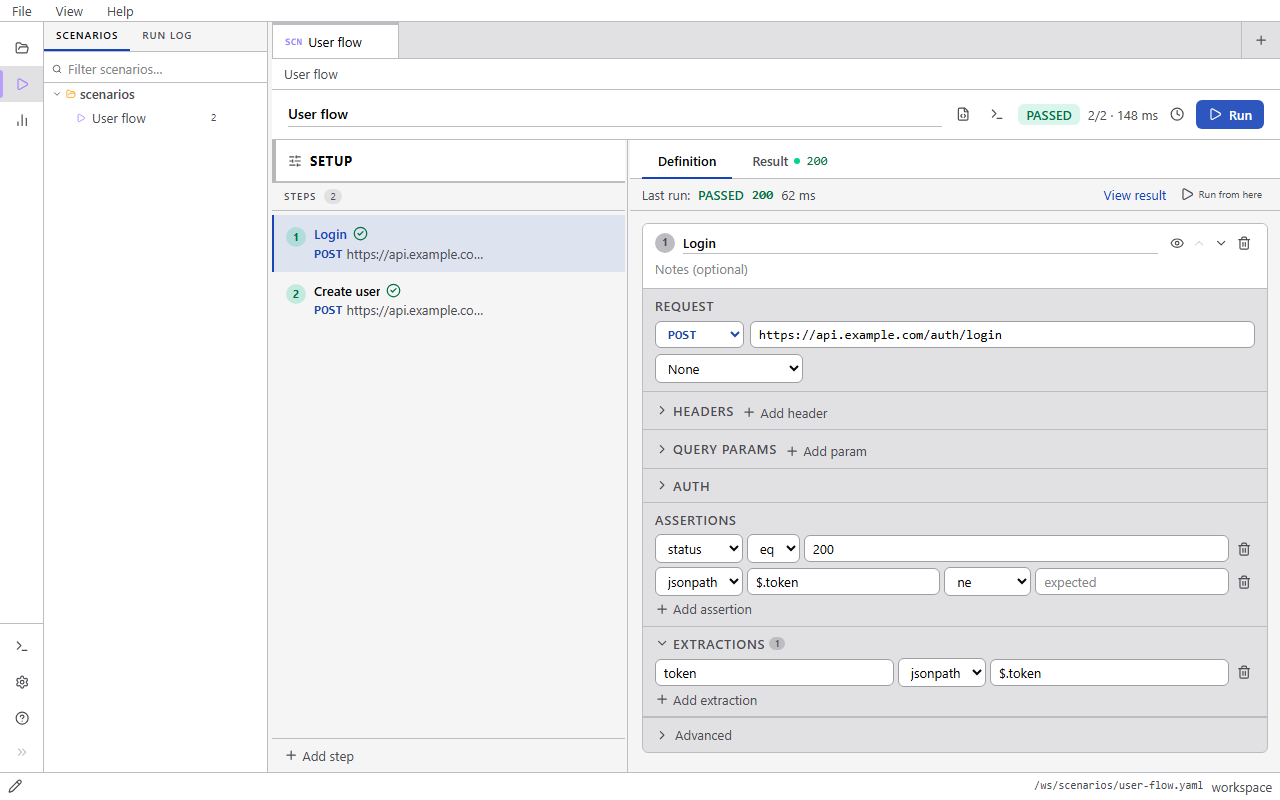 File View Help
SCENARIOS RUN LOG
Filter scenarios...
scenarios
User flow 2
SCN User flow
User flow
User flow
PASSED 2/2 · 148 ms Run
SETUP
STEPS 2
1 Login
POST https://api.example.co...
2 Create user
POST https://api.example.co...
Add step
Definition Result 200
Last run: PASSED 200 62 ms View result Run from here
1 Login
Notes (optional)
REQUEST
POST https://api.example.com/auth/login
None
HEADERS Add header
QUERY PARAMS Add param
AUTH
ASSERTIONS
status eq 200
jsonpath $.token ne expected
Add assertion
EXTRACTIONS 1
token jsonpath $.token
Add extraction
Advanced
/ws/scenarios/user-flow.yaml workspace